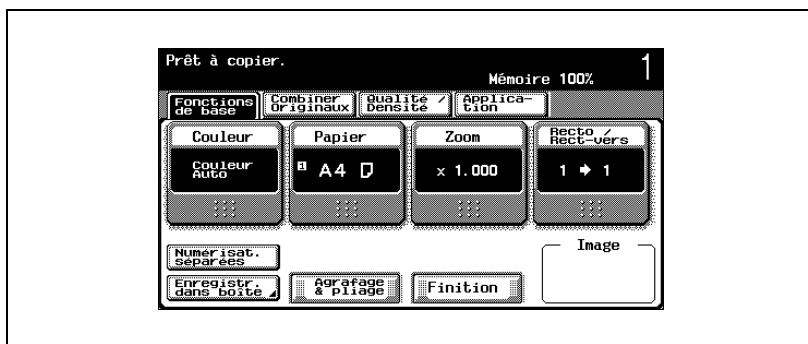 Prêt à copier.
1
Mémoire 100%
Fonctions
de base
Combiner
Originaux
Qualité /
Densité
Applica-
tion
Couleur
Papier
Zoom
Recto /
Rect-vers
Couleur
Auto
1 A4
x 1.000
1 → 1
Numérisat.
séparées
Enregistr.
dans boîte
Agrafage
& pliage
Finition
Image